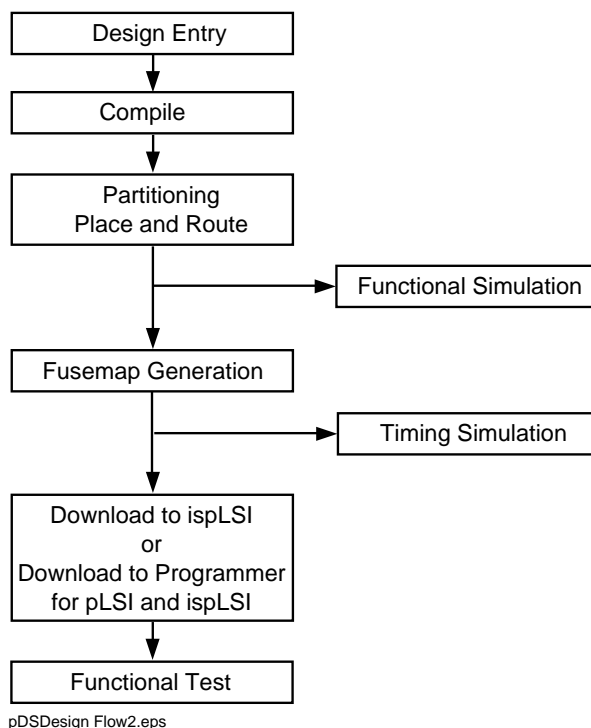 Design Entry
Compile
Partitioning
Place and Route
Functional Simulation
Fusemap Generation
Timing Simulation
Download to ispLSI
or
Download to Programmer
for pLSI and ispLSI
Functional Test
pDSDesign Flow2.eps